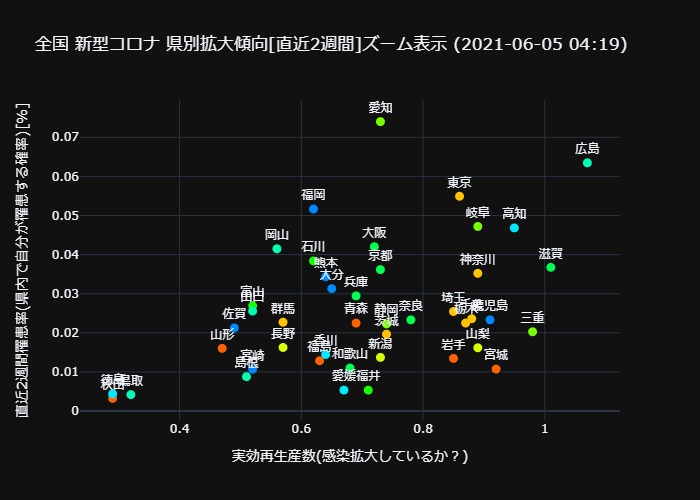 全国 新型コロナ 県別拡大傾向[直近2週間]ズーム表示 (2021-06-05 04:19)
愛知
0.07
広島
0.06
東京
福岡
0.05
岐阜
高知
大阪
岡山
石川
0.04
京都
滋賀
神奈川
熊本
大分
兵庫
0.03
富山
埼玉
鹿児島
奈良
栃木
静岡
群馬
青森
佐賀
三重
0.02
茨城
山形
長野
香川
福島
新潟
山梨
岩手
和歌山
宮崎
島根
宮城
0.01
徳島
鳥取
秋田
愛媛
福井
0
0.4
0.6
0.8
1
実効再生産数(感染拡大しているか？)
直近2週間罹患率(県内で自分が罹患する確率)[%]